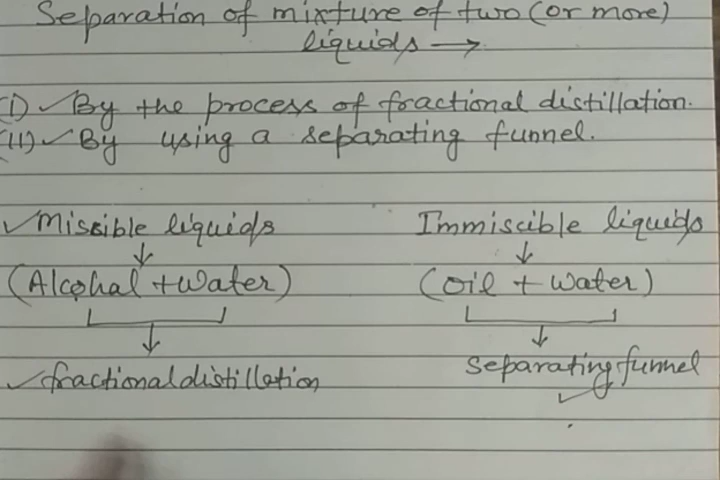 Separation of mixture of two (or more)
liquids →
(I) ✓ By the process of fractional distillation.
(II) ✓ By using a separating funnel.
✓ Missible liquids Immiscible liquids
↓ ↓
(Alcohal + Water) (Oil + Water)
↓ ↓
✓ fractional distillation Separating funnel ✓